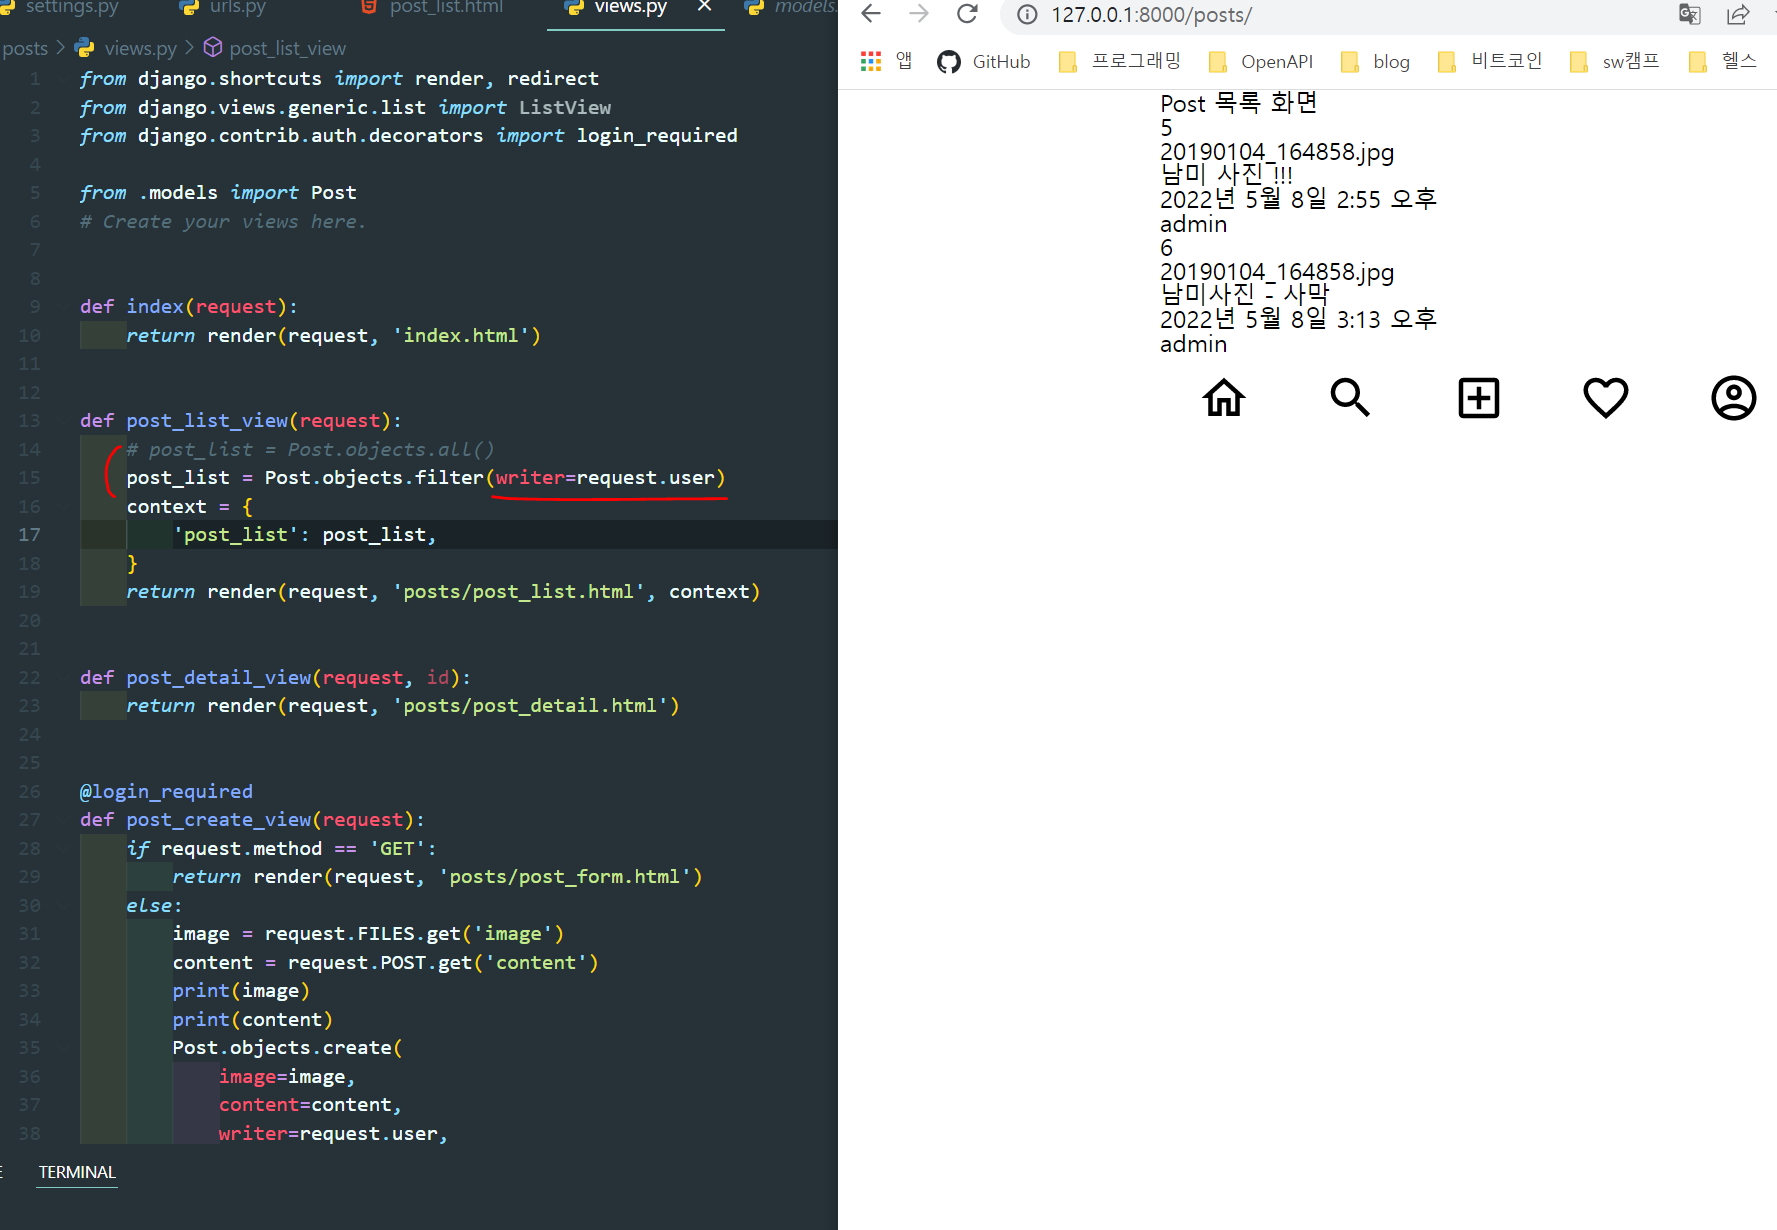 settings.py
urls.py
post_list.html
views.py
models.
posts > views.py > post_list_view
1 from django.shortcuts import render, redirect
2 from django.views.generic.list import ListView
3 from django.contrib.auth.decorators import login_required
4
5 from .models import Post
6 # Create your views here.
7
8
9 def index(request):
10 return render(request, 'index.html')
11
12
13 def post_list_view(request):
14 # post_list = Post.objects.all()
15 post_list = Post.objects.filter(writer=request.user)
16 context = {
17 'post_list': post_list,
18 }
19 return render(request, 'posts/post_list.html', context)
20
21
22 def post_detail_view(request, id):
23 return render(request, 'posts/post_detail.html')
24
25
26 @login_required
27 def post_create_view(request):
28 if request.method == 'GET':
29 return render(request, 'posts/post_form.html')
30 else:
31 image = request.FILES.get('image')
32 content = request.POST.get('content')
33 print(image)
34 print(content)
35 Post.objects.create(
36 image=image,
37 content=content,
38 writer=request.user,
TERMINAL
127.0.0.1:8000/posts/
앱 GitHub 프로그래밍 OpenAPI blog 비트코인 sw캠프 헬스
Post 목록 화면
5
20190104_164858.jpg
남미 사진 !!!
2022년 5월 8일 2:55 오후
admin
6
20190104_164858.jpg
남미사진 - 사막
2022년 5월 8일 3:13 오후
admin